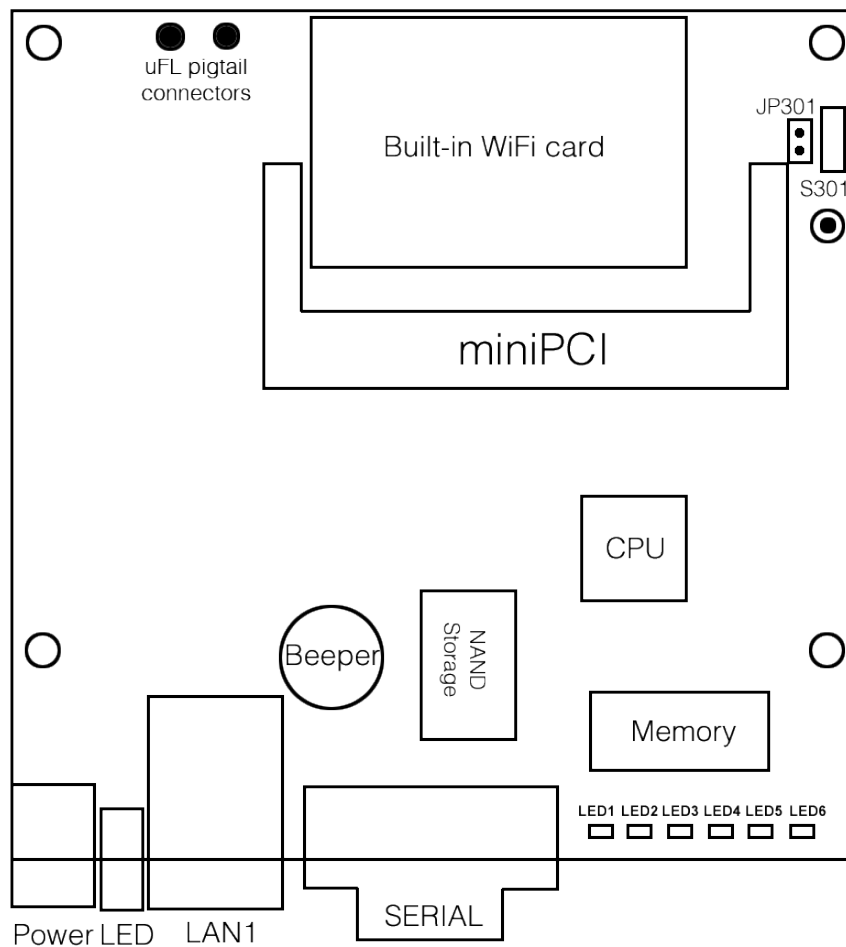 uFL pigtail
connectors
Built-in WiFi card
JP301
S301
miniPCI
CPU
Beeper
NAND
Storage
Memory
LED1 LED2 LED3 LED4 LED5 LED6
Power LED LAN1 SERIAL